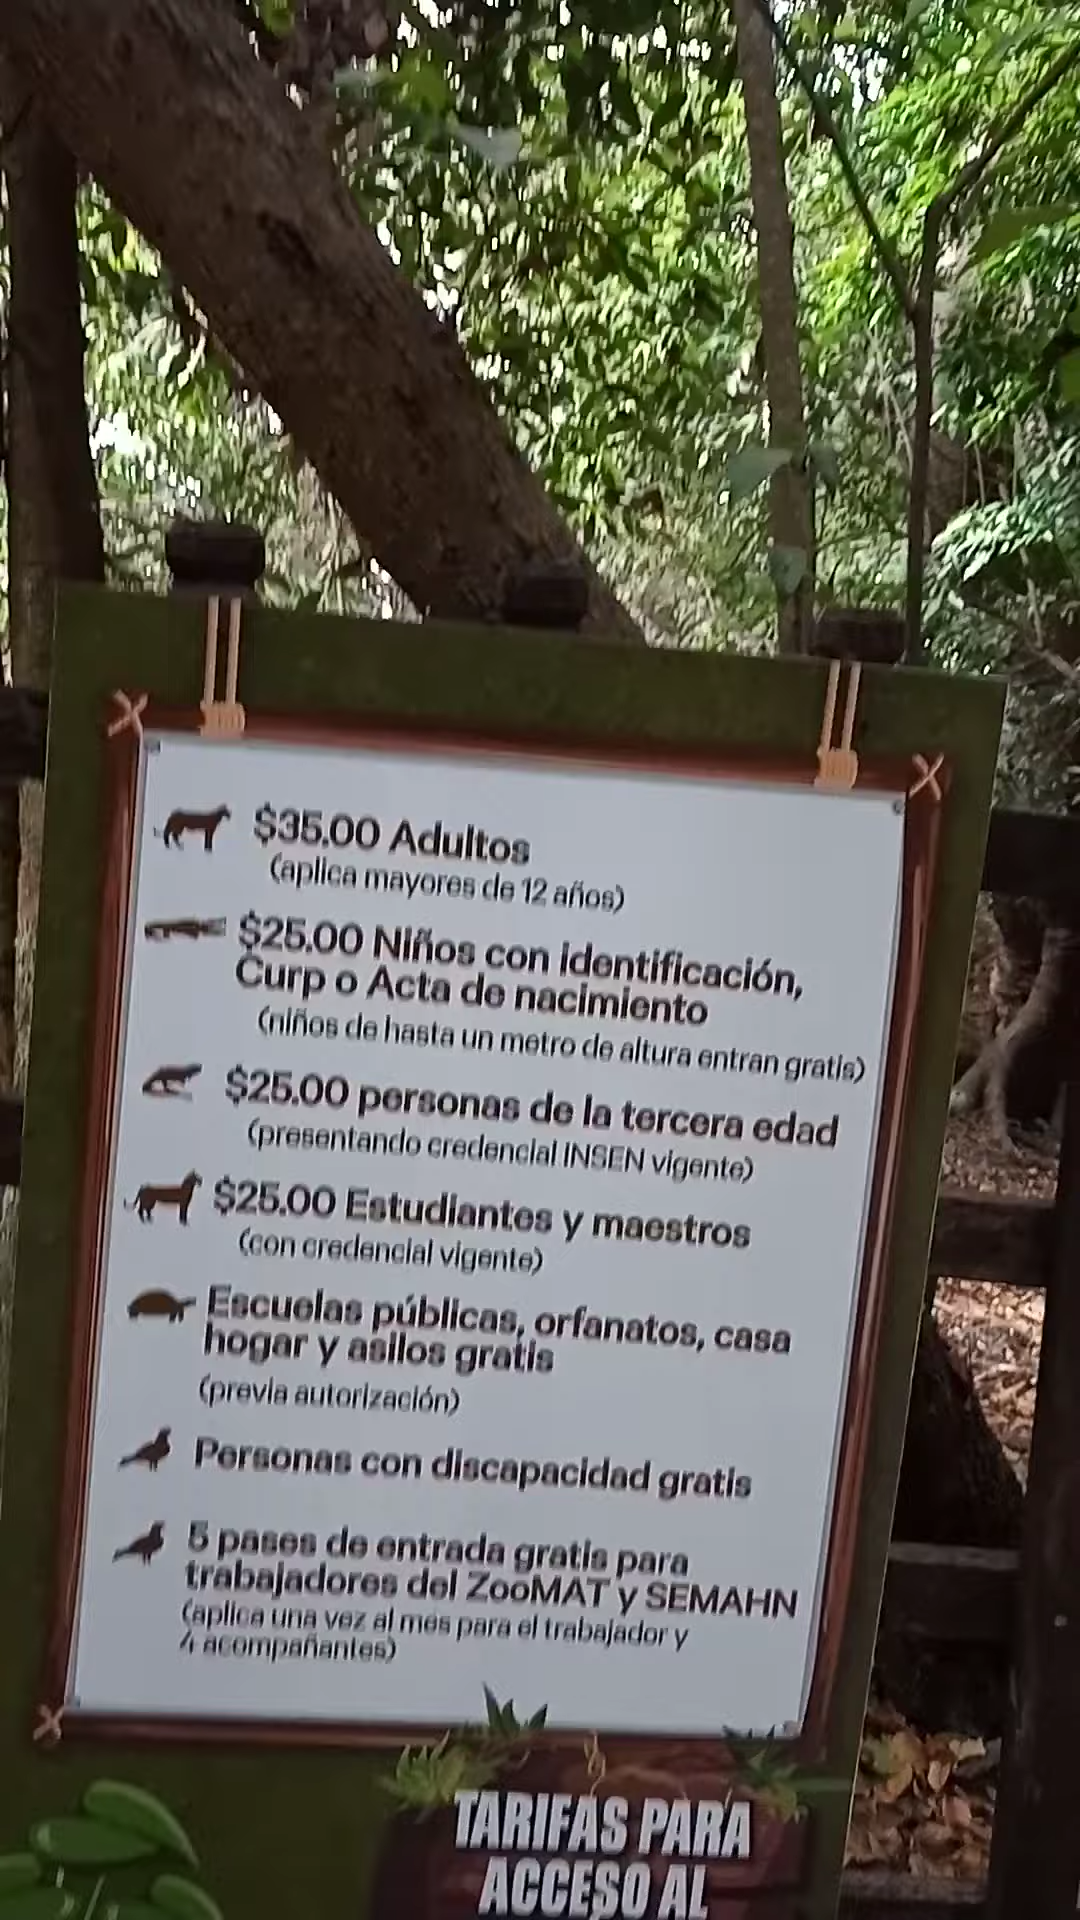 $35.00 Adultos
(aplica mayores de 12 años)
$25.00 Niños con identificación,
Curp o Acta de nacimiento
(niños de hasta un metro de altura entran gratis)
$25.00 personas de la tercera edad
(presentando credencial INSEN vigente)
$25.00 Estudiantes y maestros
(con credencial vigente)
Escuelas públicas, orfanatos, casa
hogar y asilos gratis
(previa autorización)
Personas con discapacidad gratis
5 pases de entrada gratis para
trabajadores del ZooMAT y SEMAHN
(aplica una vez al mes para el trabajador y
4 acompañantes)
TARIFAS PARA
ACCESO AL